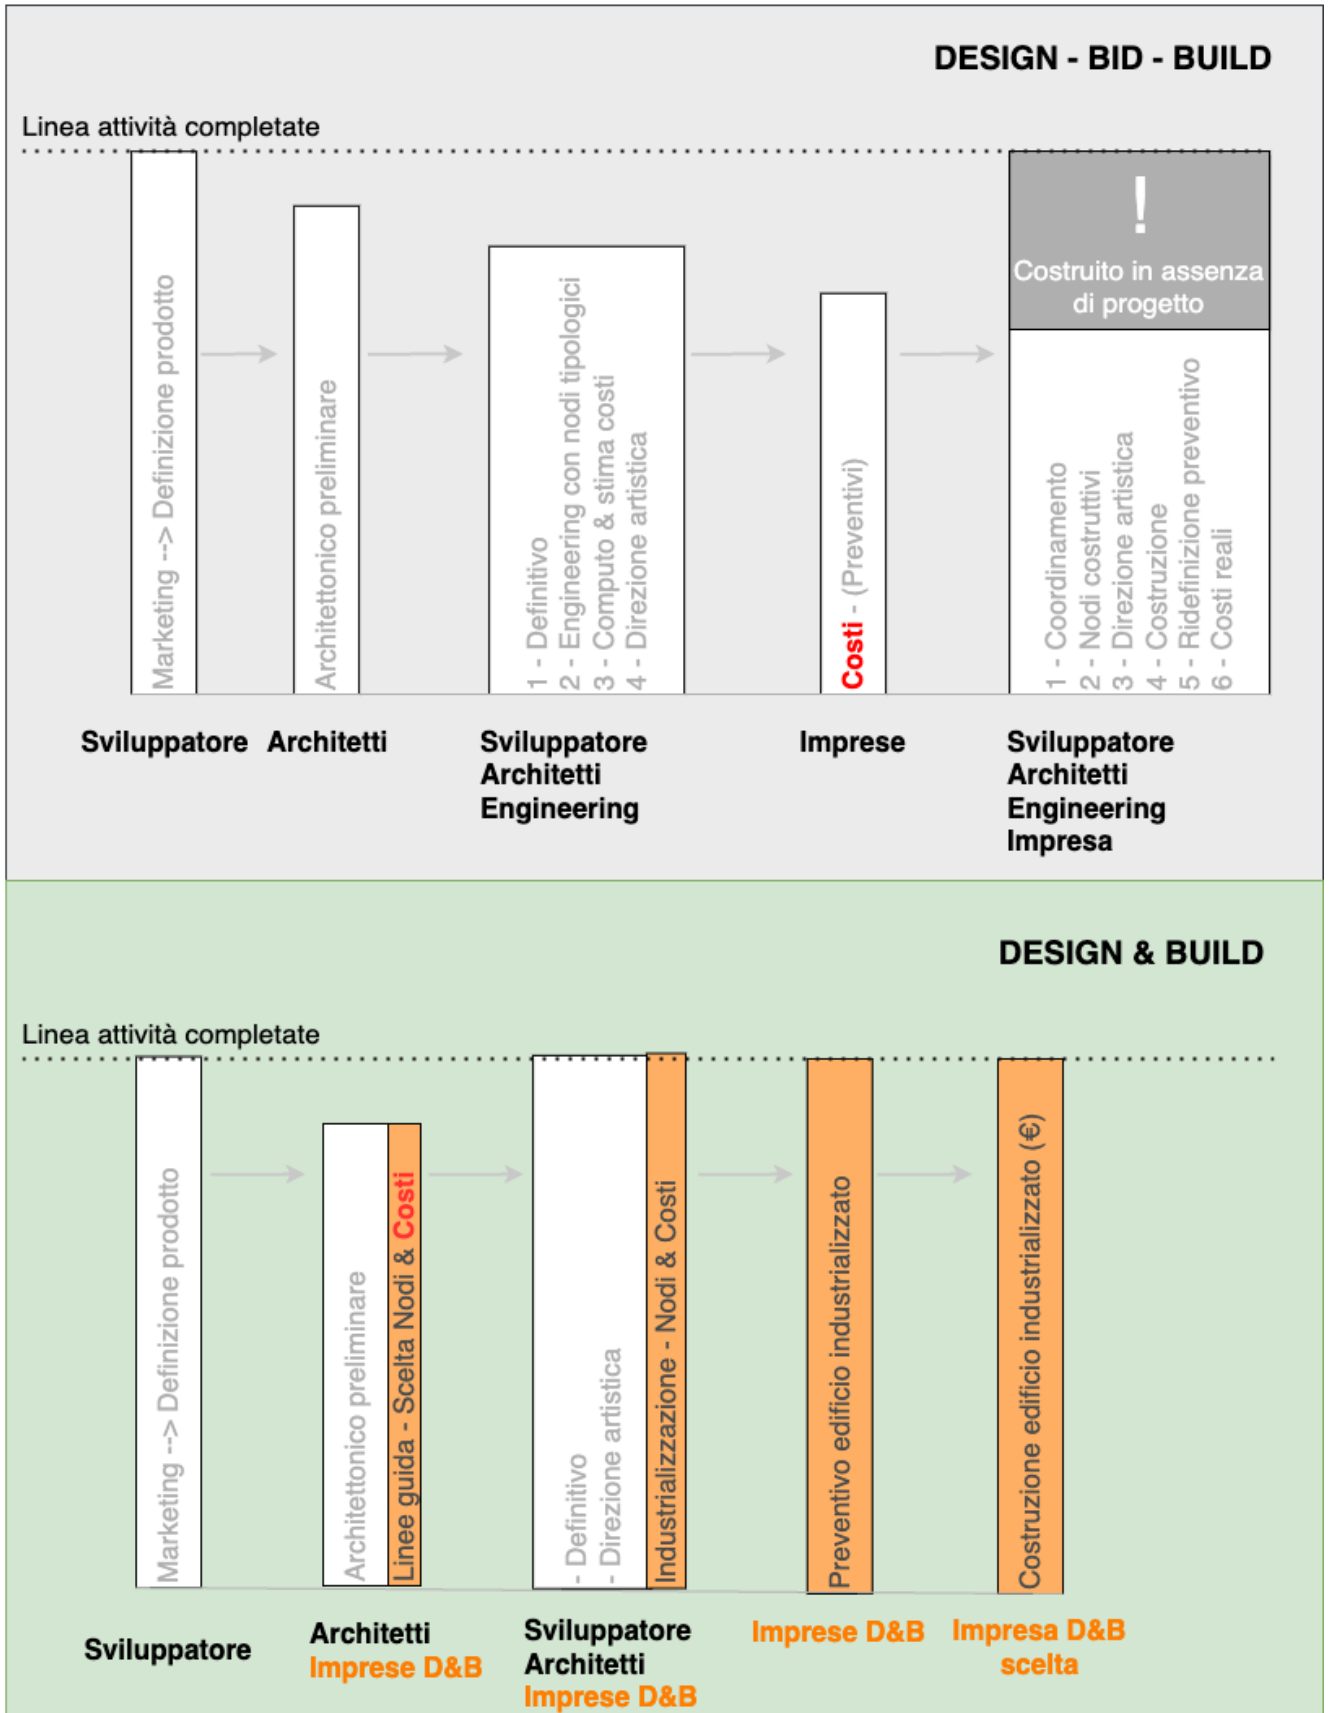 DESIGN - BID - BUILD
Linea attività completate
Marketing --> Definizione prodotto
Architettonico preliminare
1 - Definitivo
2 - Engineering con nodi tipologici
3 - Computo & stima costi
4 - Direzione artistica
Costi - (Preventivi)
!
Costruito in assenza
di progetto
1 - Coordinamento
2 - Nodi costruttivi
3 - Direzione artistica
4 - Costruzione
5 - Ridefinizione preventivo
6 - Costi reali
Sviluppatore
Architetti
Sviluppatore
Architetti
Engineering
Imprese
Sviluppatore
Architetti
Engineering
Impresa
DESIGN & BUILD
Linea attività completate
Marketing --> Definizione prodotto
Architettonico preliminare
Linee guida - Scelta Nodi & Costi
- Definitivo
- Direzione artistica
Industrializzazione - Nodi & Costi
Preventivo edificio industrializzato
Costruzione edificio industrializzato (€)
Sviluppatore
Architetti
Imprese D&B
Sviluppatore
Architetti
Imprese D&B
Imprese D&B
Impresa D&B
scelta